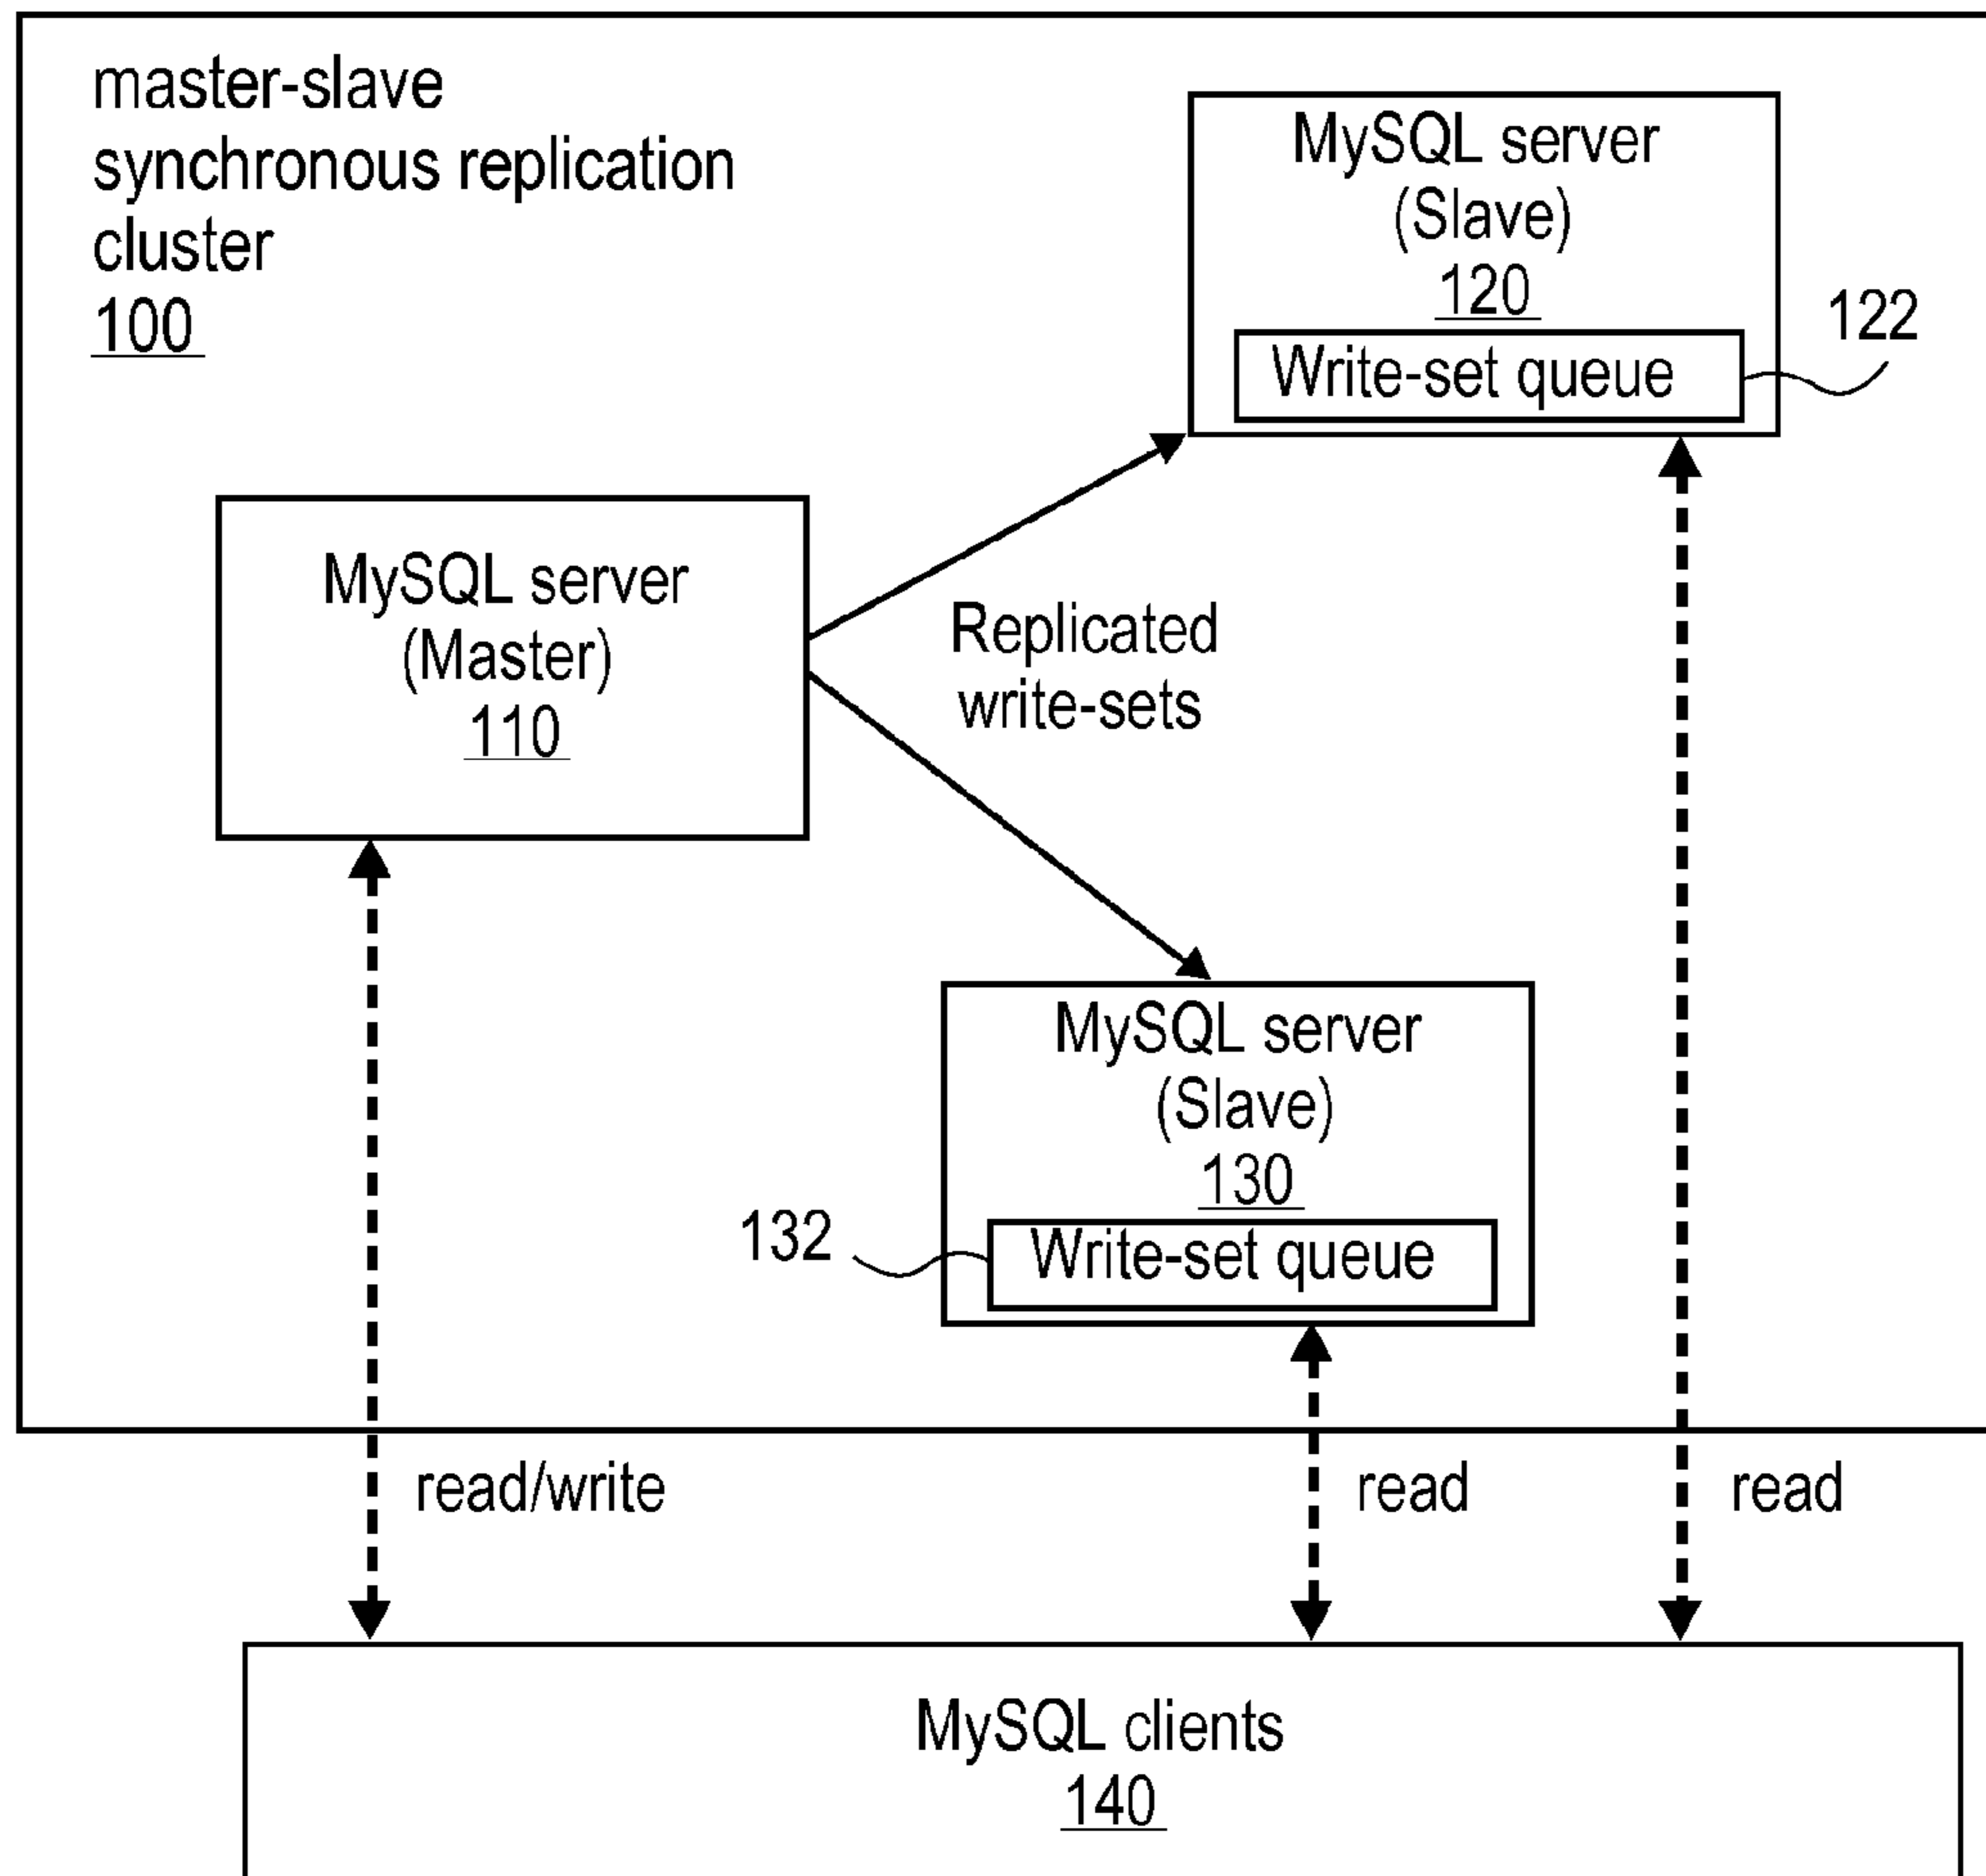 master-slave
synchronous replication
cluster
100
MySQL server
(Slave)
120
Write-set queue
122
MySQL server
(Master)
110
Replicated
write-sets
MySQL server
(Slave)
130
Write-set queue
132
read/write
read
read
MySQL clients
140